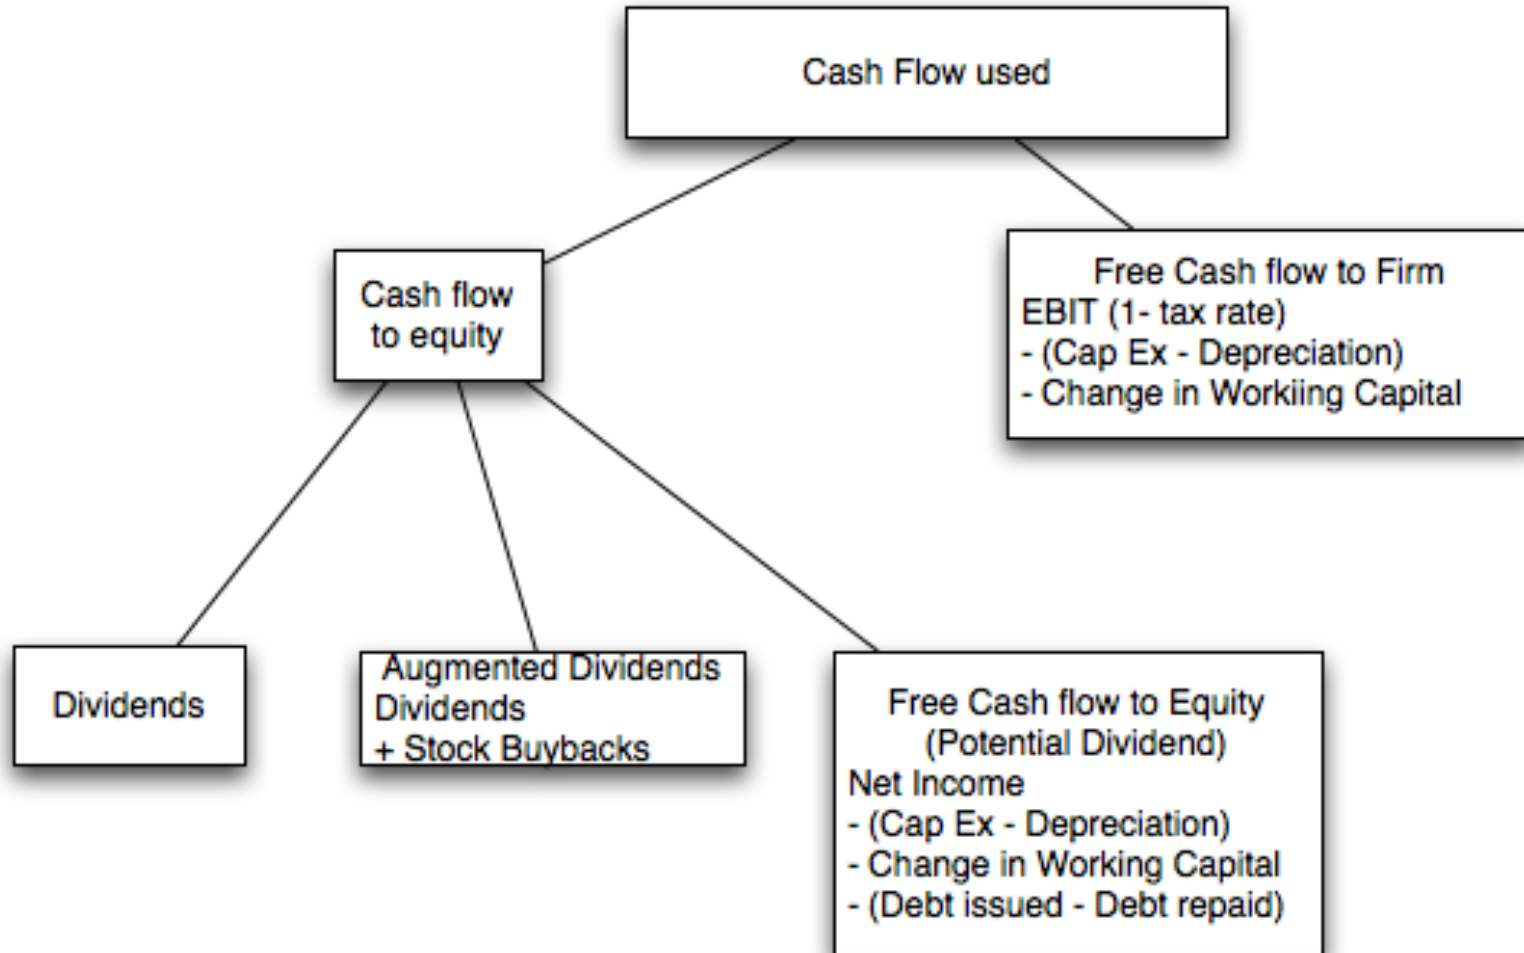 Cash Flow used
Cash flow
to equity
Free Cash flow to Firm
EBIT (1- tax rate)
- (Cap Ex - Depreciation)
- Change in Workiing Capital
Dividends
Augmented Dividends
Dividends
+ Stock Buybacks
Free Cash flow to Equity
(Potential Dividend)
Net Income
- (Cap Ex - Depreciation)
- Change in Working Capital
- (Debt issued - Debt repaid)